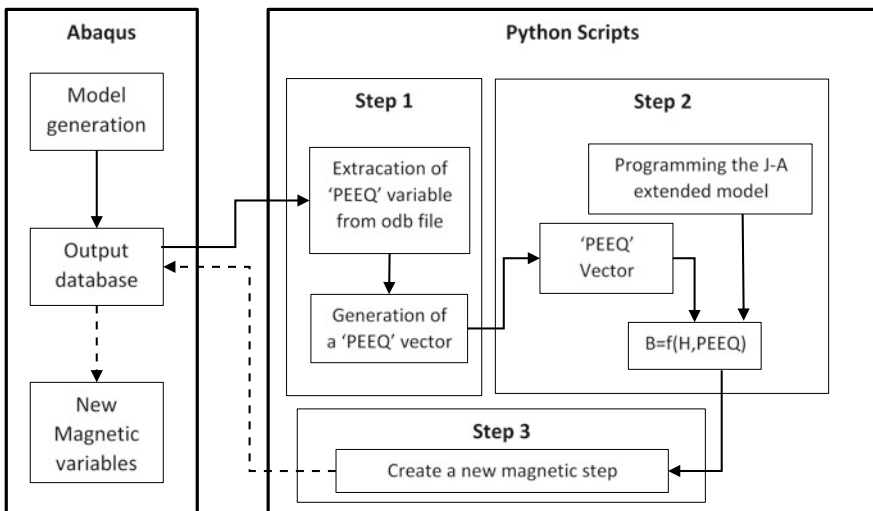 Abaqus
Model
generation
Output
database
New
Magnetic
variables
Python Scripts
Step 1
Extracation of
‘PEEQ’ variable
from odb file
Generation of
a ‘PEEQ’ vector
Step 2
Programming the J-A
extended model
‘PEEQ’
Vector
B=f(H,PEEQ)
Step 3
Create a new magnetic step